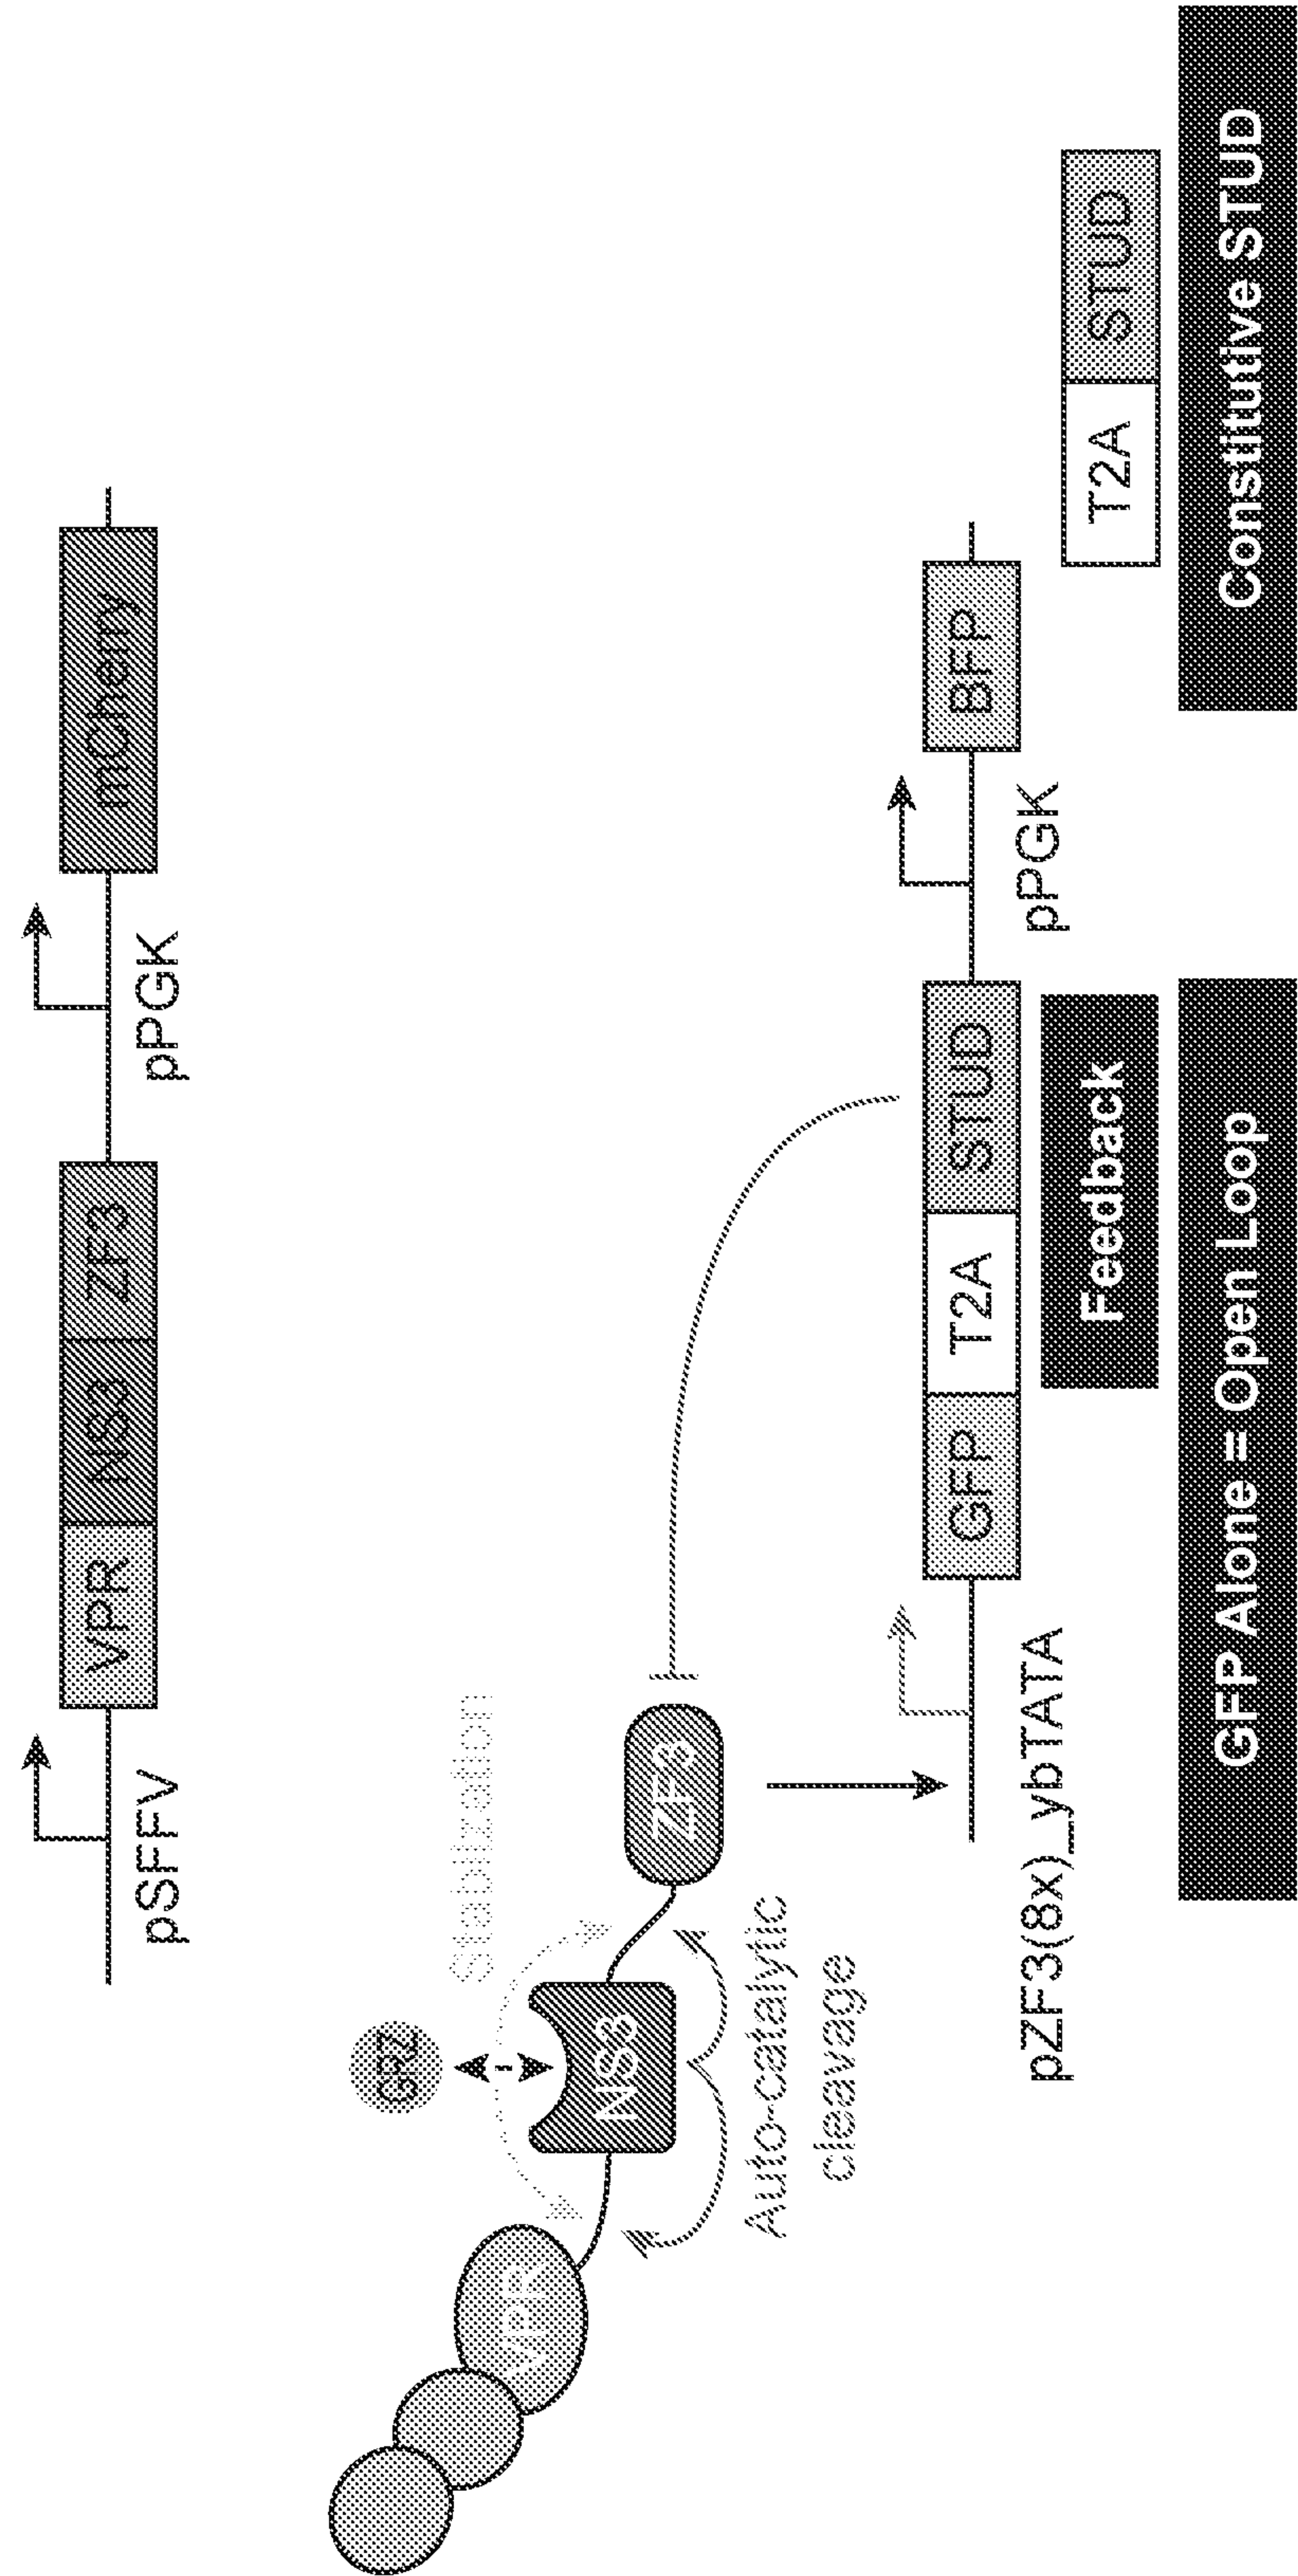 VPR NS3 ZF3 mCherry
pSFFV pPGK
GRZ
Stabilization
VPR NS3 ZF3
Auto-catalytic
cleavage
GFP T2A STUD BFP
pZF3(8x)_ybTATA pPGK
T2A STUD
Feedback
GFP Alone = Open Loop Constitutive STUD